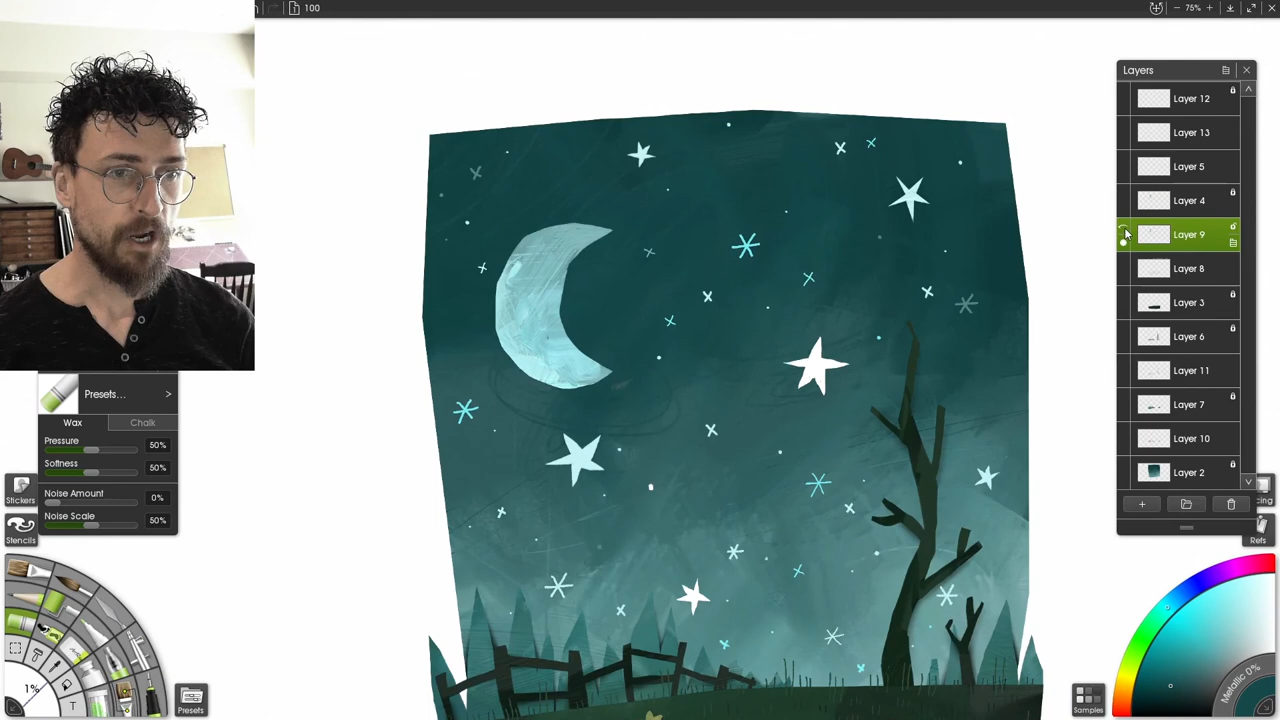 100
75%
Layers
Layer 12
Layer 13
Layer 5
Layer 4
Layer 9
Layer 8
Layer 3
Layer 6
Layer 11
Layer 7
Layer 10
Layer 2
Presets...
Wax Chalk
Pressure 50%
Softness 50%
Noise Amount 0%
Noise Scale 50%
Stickers
Stencils
Refs
1%
T
Presets
Samples
Metallic 0%